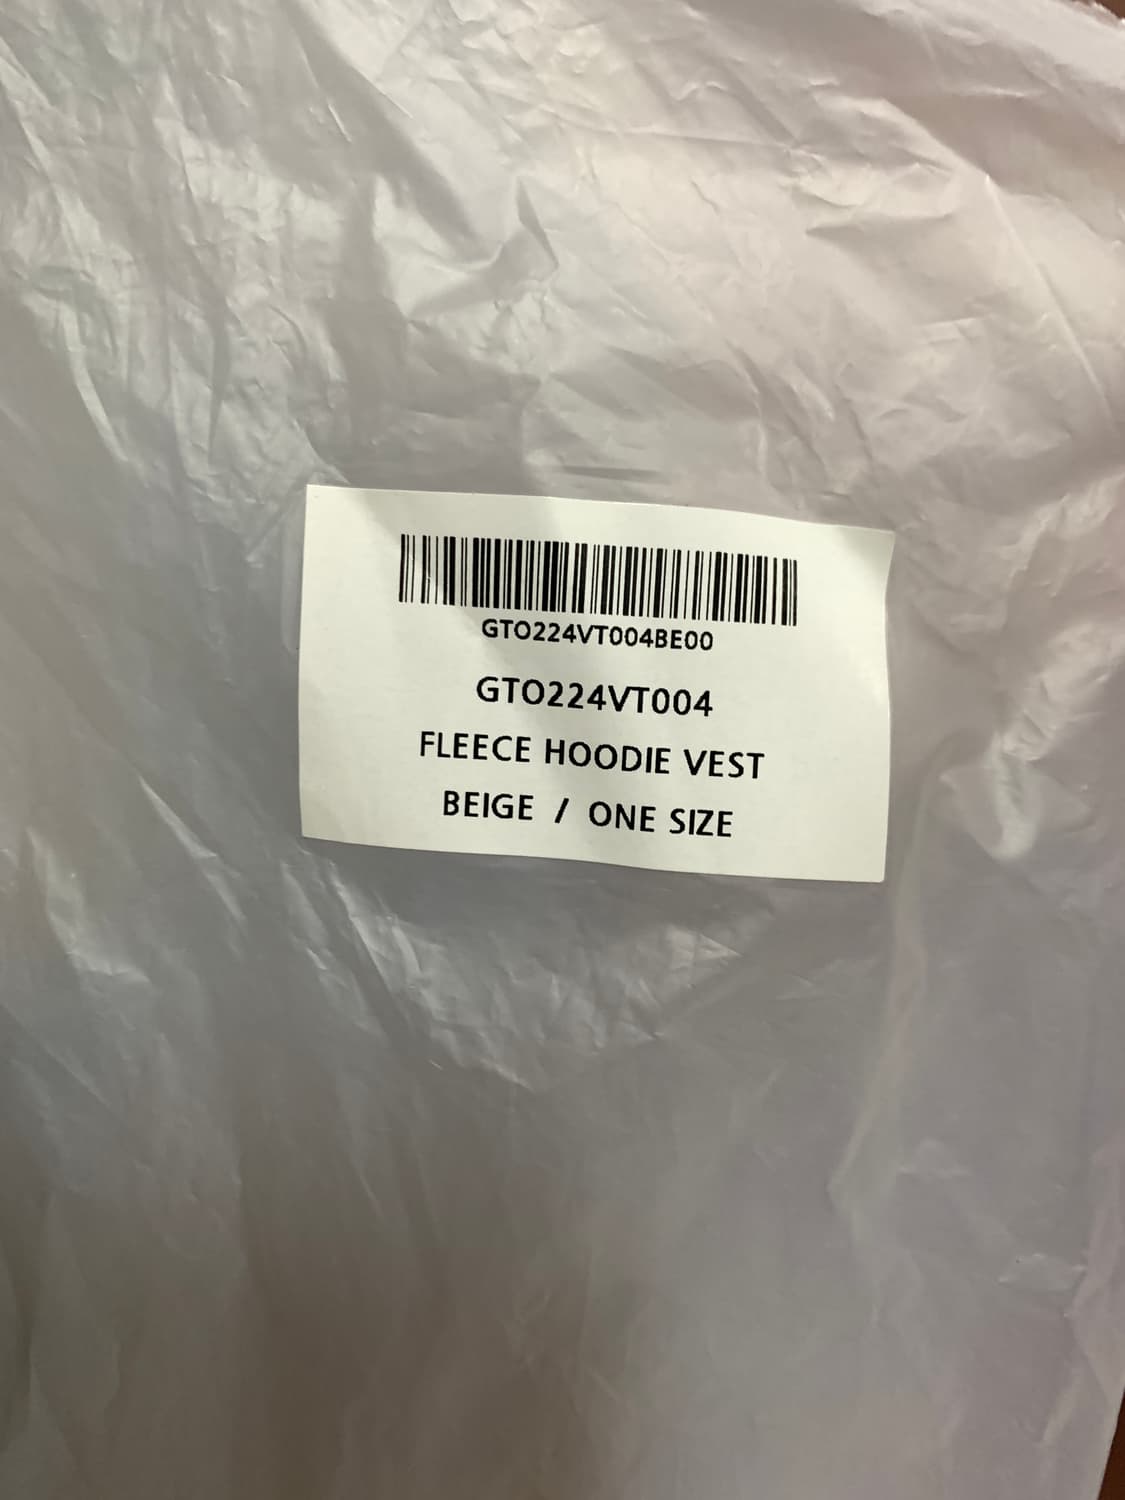 GTO224VT004BE00
GTO224VT004
FLEECE HOODIE VEST
BEIGE / ONE SIZE